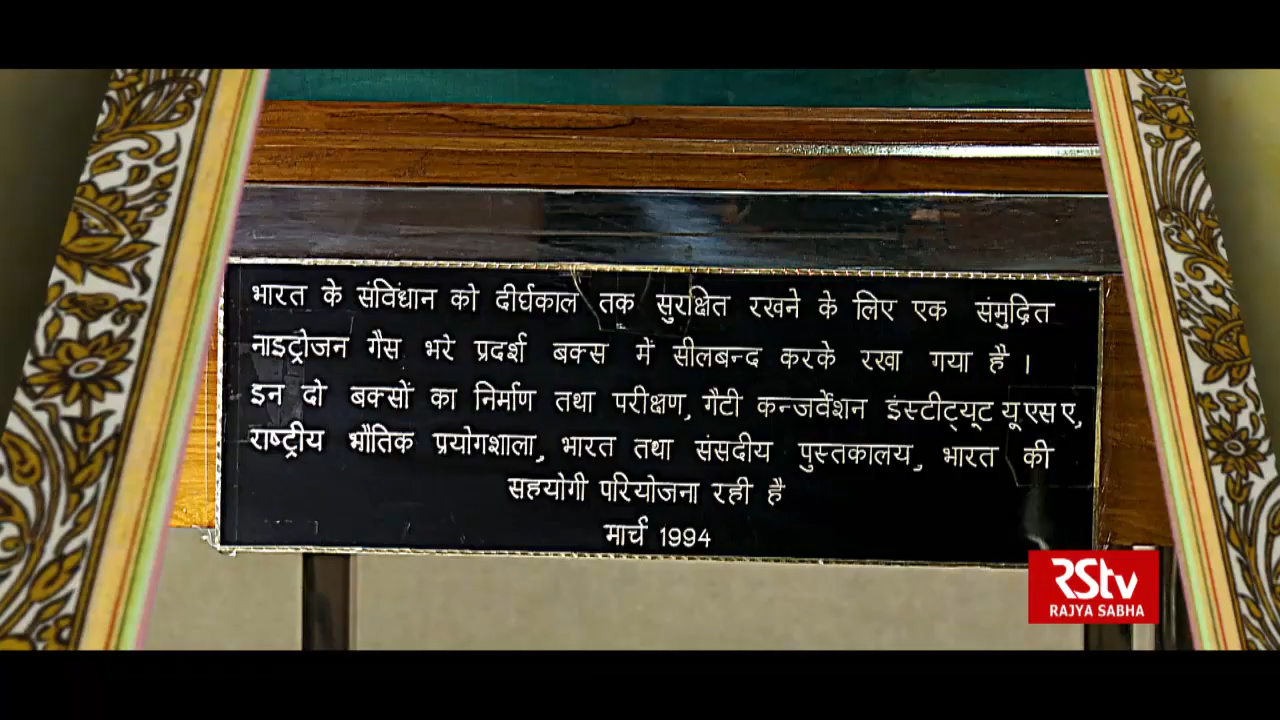 भारत के संविधान को दीर्घकाल तक सुरक्षित रखने के लिए एक संमुद्रित
नाइट्रोजन गैस भरे प्रदर्श बक्स में सीलबन्द करके रखा गया है ।
इन दो बक्सों का निर्माण तथा परीक्षण, गैटी कन्जर्वेशन इंस्टीट्यूट यू एस ए,
राष्ट्रीय भौतिक प्रयोगशाला, भारत तथा संसदीय पुस्तकालय, भारत की
सहयोगी परियोजना रही है
मार्च 1994
RStv
RAJYA SABHA